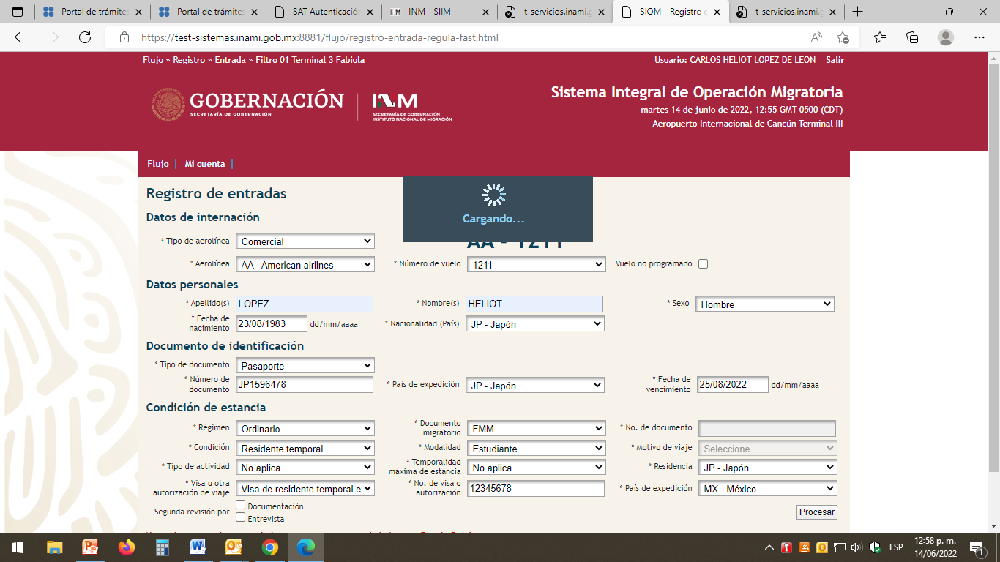 Portal de trámites
Portal de trámites
SAT Autenticación
INM - SIIM
t-servicios.inami.g
SIOM - Registro d
t-servicios.inami.g
https://test-sistemas.inami.gob.mx:8881/flujo/registro-entrada-regula-fast.html
Flujo » Registro » Entrada » Filtro 01 Terminal 3 Fabiola
Usuario: CARLOS HELIOT LOPEZ DE LEON Salir
GOBERNACIÓN
SECRETARÍA DE GOBERNACIÓN
INM
SECRETARÍA DE GOBERNACIÓN
INSTITUTO NACIONAL DE MIGRACIÓN
Sistema Integral de Operación Migratoria
martes 14 de junio de 2022, 12:55 GMT-0500 (CDT)
Aeropuerto Internacional de Cancún Terminal III
Flujo | Mi cuenta |
Registro de entradas
Cargando...
Datos de internación
* Tipo de aerolínea Comercial AA - 1211
* Aerolínea AA - American airlines * Número de vuelo 1211 Vuelo no programado
Datos personales
* Apellido(s) LOPEZ * Nombre(s) HELIOT * Sexo Hombre
* Fecha de nacimiento 23/08/1983 dd/mm/aaaa * Nacionalidad (País) JP - Japón
Documento de identificación
* Tipo de documento Pasaporte
* Número de documento JP1596478 * País de expedición JP - Japón * Fecha de vencimiento 25/08/2022 dd/mm/aaaa
Condición de estancia
* Régimen Ordinario * Documento migratorio FMM * No. de documento
* Condición Residente temporal * Modalidad Estudiante * Motivo de viaje Seleccione
* Tipo de actividad No aplica * Temporalidad máxima de estancia No aplica * Residencia JP - Japón
* Visa u otra autorización de viaje Visa de residente temporal e * No. de visa o autorización 12345678 * País de expedición MX - México
Segunda revisión por Documentación
Entrevista
Procesar
ESP
12:58 p. m.
14/06/2022
1